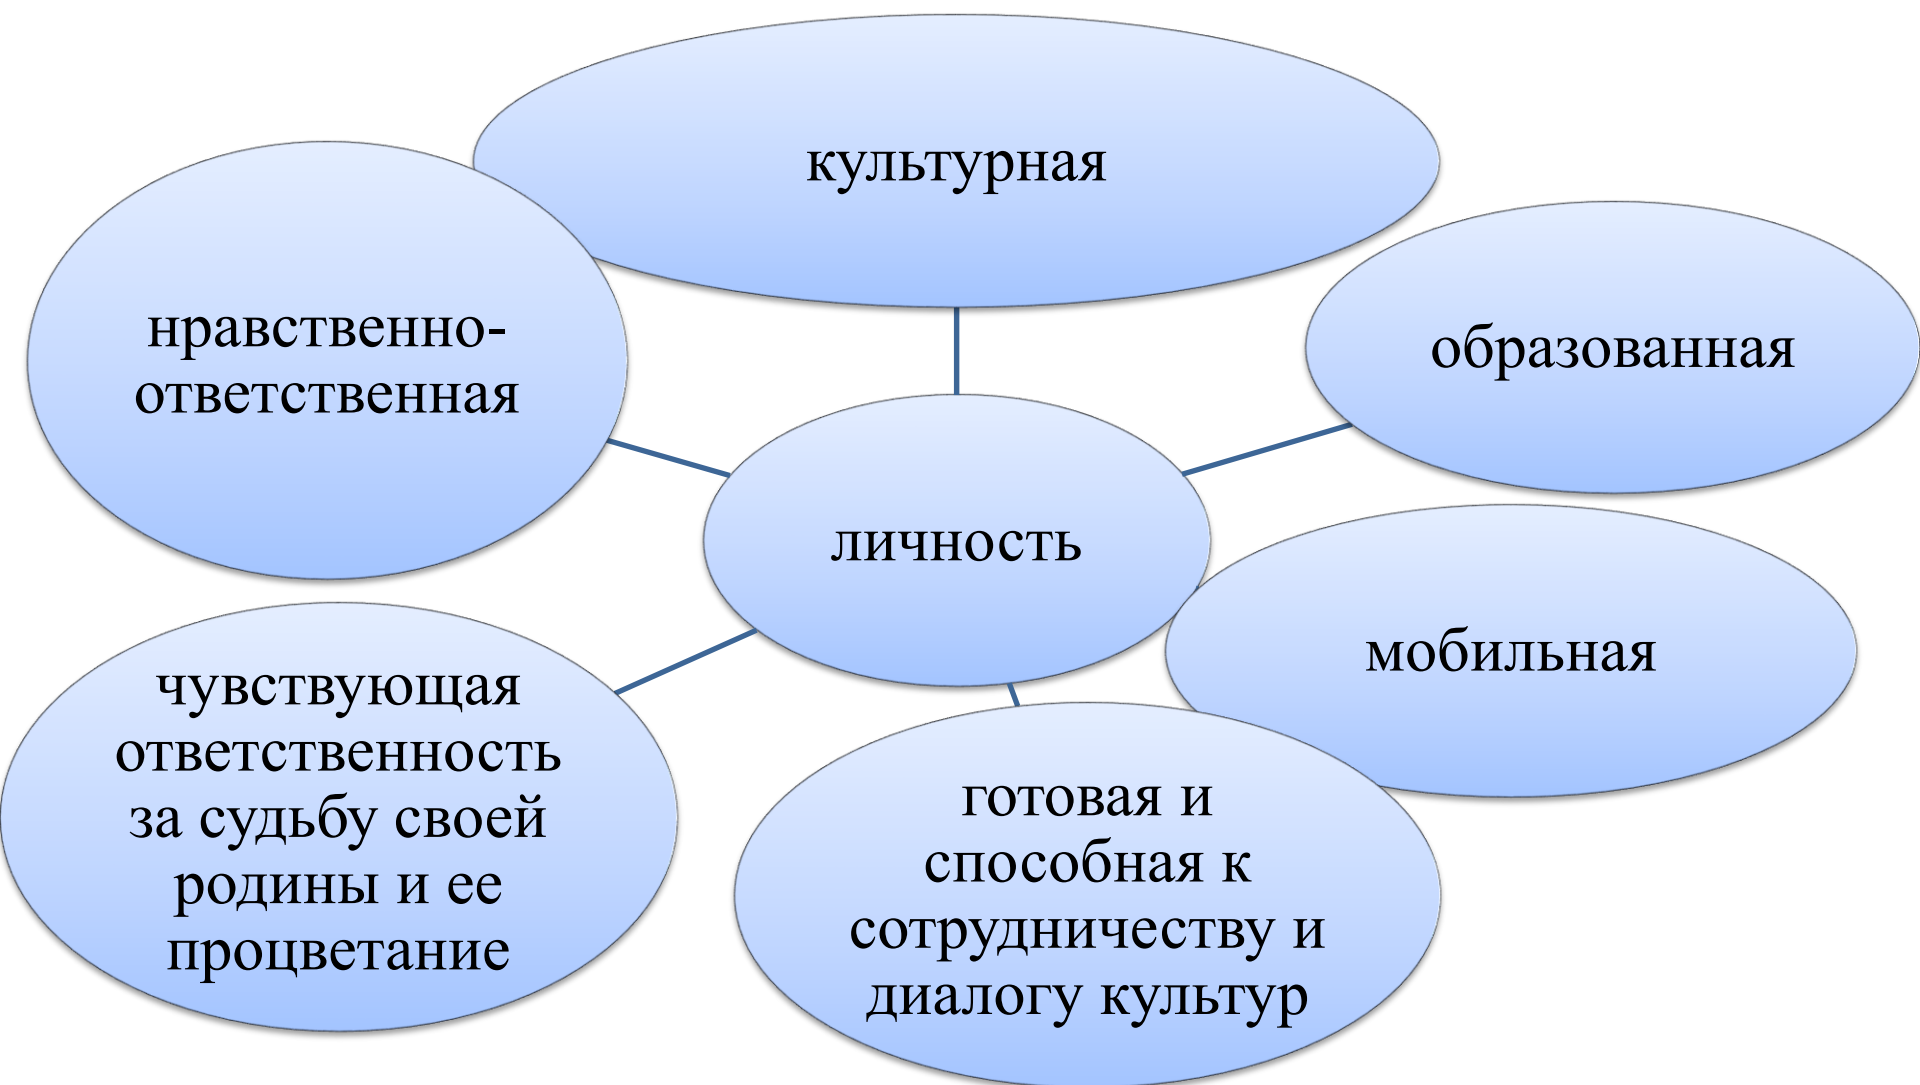 культурная
нравственно-
ответственная
образованная
личность
мобильная
чувствующая
ответственность
за судьбу своей
родины и ее
процветание
готовая и
способная к
сотрудничеству и
диалогу культур